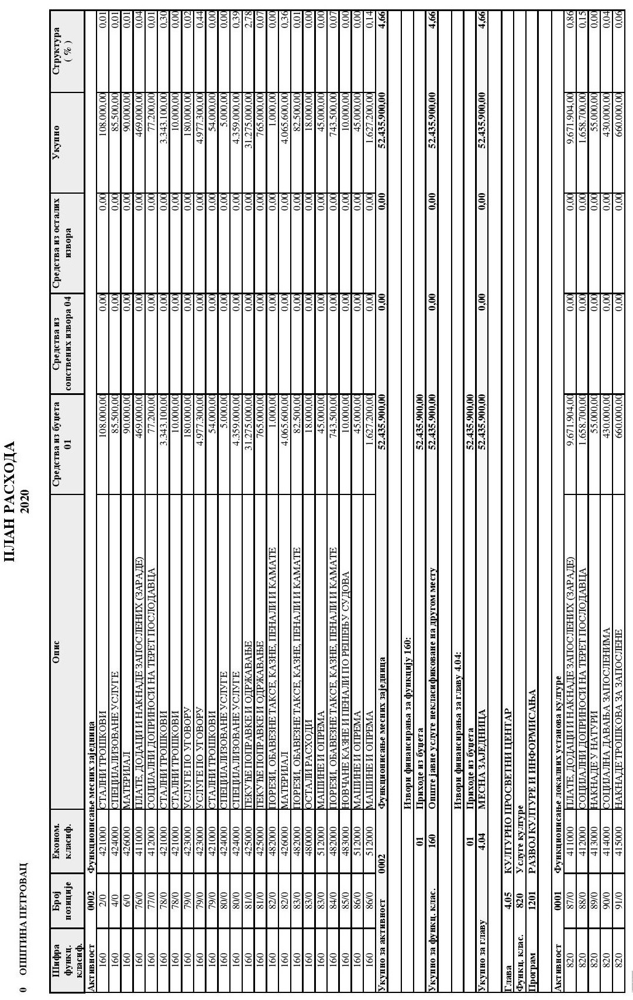 0 ОПШТИНА ПЕТРОВАЦ
ПЛАН РАСХОДА
2020
Шифра функц. класиф. Број позиције Економ. класиф. Опис Средства из буџета 01 Средства из сопствених извора 04 Средства из осталих извора Укупно Структура ( % )
Активност 0002 Функционисање месних заједница
160 2/0 421000 СТАЛНИ ТРОШКОВИ 108.000,00 0,00 0,00 108.000,00 0,01
160 4/0 424000 СПЕЦИЈАЛИЗОВАНЕ УСЛУГЕ 85.500,00 0,00 0,00 85.500,00 0,01
160 6/0 426000 МАТЕРИЈАЛ 90.000,00 0,00 0,00 90.000,00 0,01
160 76/0 411000 ПЛАТЕ, ДОДАЦИ И НАКНАДЕ ЗАПОСЛЕНИХ (ЗАРАДЕ) 469.000,00 0,00 0,00 469.000,00 0,04
160 77/0 412000 СОЦИЈАЛНИ ДОПРИНОСИ НА ТЕРЕТ ПОСЛОДАВЦА 77.200,00 0,00 0,00 77.200,00 0,01
160 78/0 421000 СТАЛНИ ТРОШКОВИ 3.343.100,00 0,00 0,00 3.343.100,00 0,30
160 78/0 421000 СТАЛНИ ТРОШКОВИ 10.000,00 0,00 0,00 10.000,00 0,00
160 79/0 423000 УСЛУГЕ ПО УГОВОРУ 180.000,00 0,00 0,00 180.000,00 0,02
160 79/0 423000 УСЛУГЕ ПО УГОВОРУ 4.977.300,00 0,00 0,00 4.977.300,00 0,44
160 79/0 421000 СТАЛНИ ТРОШКОВИ 54.000,00 0,00 0,00 54.000,00 0,00
160 80/0 424000 СПЕЦИЈАЛИЗОВАНЕ УСЛУГЕ 5.000,00 0,00 0,00 5.000,00 0,00
160 80/0 424000 СПЕЦИЈАЛИЗОВАНЕ УСЛУГЕ 4.359.000,00 0,00 0,00 4.359.000,00 0,39
160 81/0 425000 ТЕКУЋЕ ПОПРАВКЕ И ОДРЖАВАЊЕ 31.275.000,00 0,00 0,00 31.275.000,00 2,78
160 81/0 425000 ТЕКУЋЕ ПОПРАВКЕ И ОДРЖАВАЊЕ 765.000,00 0,00 0,00 765.000,00 0,07
160 82/0 482000 ПОРЕЗИ, ОБАВЕЗНЕ ТАКСЕ, КАЗНЕ, ПЕНАЛИ И КАМАТЕ 1.000,00 0,00 0,00 1.000,00 0,00
160 82/0 426000 МАТЕРИЈАЛ 4.065.600,00 0,00 0,00 4.065.600,00 0,36
160 83/0 482000 ПОРЕЗИ, ОБАВЕЗНЕ ТАКСЕ, КАЗНЕ, ПЕНАЛИ И КАМАТЕ 82.500,00 0,00 0,00 82.500,00 0,01
160 83/0 480000 ОСТАЛИ РАСХОДИ 18.000,00 0,00 0,00 18.000,00 0,00
160 83/0 512000 МАШИНЕ И ОПРЕМА 45.000,00 0,00 0,00 45.000,00 0,00
160 84/0 482000 ПОРЕЗИ, ОБАВЕЗНЕ ТАКСЕ, КАЗНЕ, ПЕНАЛИ И КАМАТЕ 743.500,00 0,00 0,00 743.500,00 0,07
160 85/0 483000 НОВЧАНЕ КАЗНЕ И ПЕНАЛИ ПО РЕШЕЊУ СУДОВА 10.000,00 0,00 0,00 10.000,00 0,00
160 86/0 512000 МАШИНЕ И ОПРЕМА 45.000,00 0,00 0,00 45.000,00 0,00
160 86/0 512000 МАШИНЕ И ОПРЕМА 1.627.200,00 0,00 0,00 1.627.200,00 0,14
Укупно за активност 0002 Функционисање месних заједница 52.435.900,00 0,00 0,00 52.435.900,00 4,66
Извори финансирања за функцију 160:
01 Приходе из буџета 52.435.900,00
Укупно за функц. клас. 160 Опште јавне услуге некласификоване на другом месту 52.435.900,00 0,00 0,00 52.435.900,00 4,66
Извори финансирања за главу 4.04:
01 Приходе из буџета 52.435.900,00
Укупно за главу 4.04 МЕСНА ЗАЈЕДНИЦА 52.435.900,00 0,00 0,00 52.435.900,00 4,66
Глава 4.05 КУЛТУРНО ПРОСВЕТНИ ЦЕНТАР
Функц. клас. 820 Услуге културе
Програм 1201 РАЗВОЈ КУЛТУРЕ И ИНФОРМИСАЊА
Активност 0001 Функционисање локалних установа културе
820 87/0 411000 ПЛАТЕ, ДОДАЦИ И НАКНАДЕ ЗАПОСЛЕНИХ (ЗАРАДЕ) 9.671.904,00 0,00 0,00 9.671.904,00 0,86
820 88/0 412000 СОЦИЈАЛНИ ДОПРИНОСИ НА ТЕРЕТ ПОСЛОДАВЦА 1.658.700,00 0,00 0,00 1.658.700,00 0,15
820 89/0 413000 НАКНАДЕ У НАТУРИ 55.000,00 0,00 0,00 55.000,00 0,00
820 90/0 414000 СОЦИЈАЛНА ДАВАЊА ЗАПОСЛЕНИМА 430.000,00 0,00 0,00 430.000,00 0,04
820 91/0 415000 НАКНАДЕ ТРОШКОВА ЗА ЗАПОСЛЕНЕ 660.000,00 0,00 0,00 660.000,00 0,06